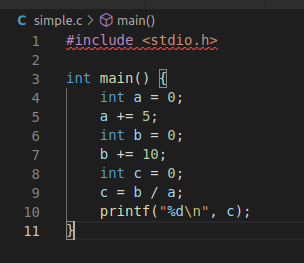 C simple.c > main()
1 #include <stdio.h>
2
3 int main() {
4     int a = 0;
5     a += 5;
6     int b = 0;
7     b += 10;
8     int c = 0;
9     c = b / a;
10     printf("%d\n", c);
11 }